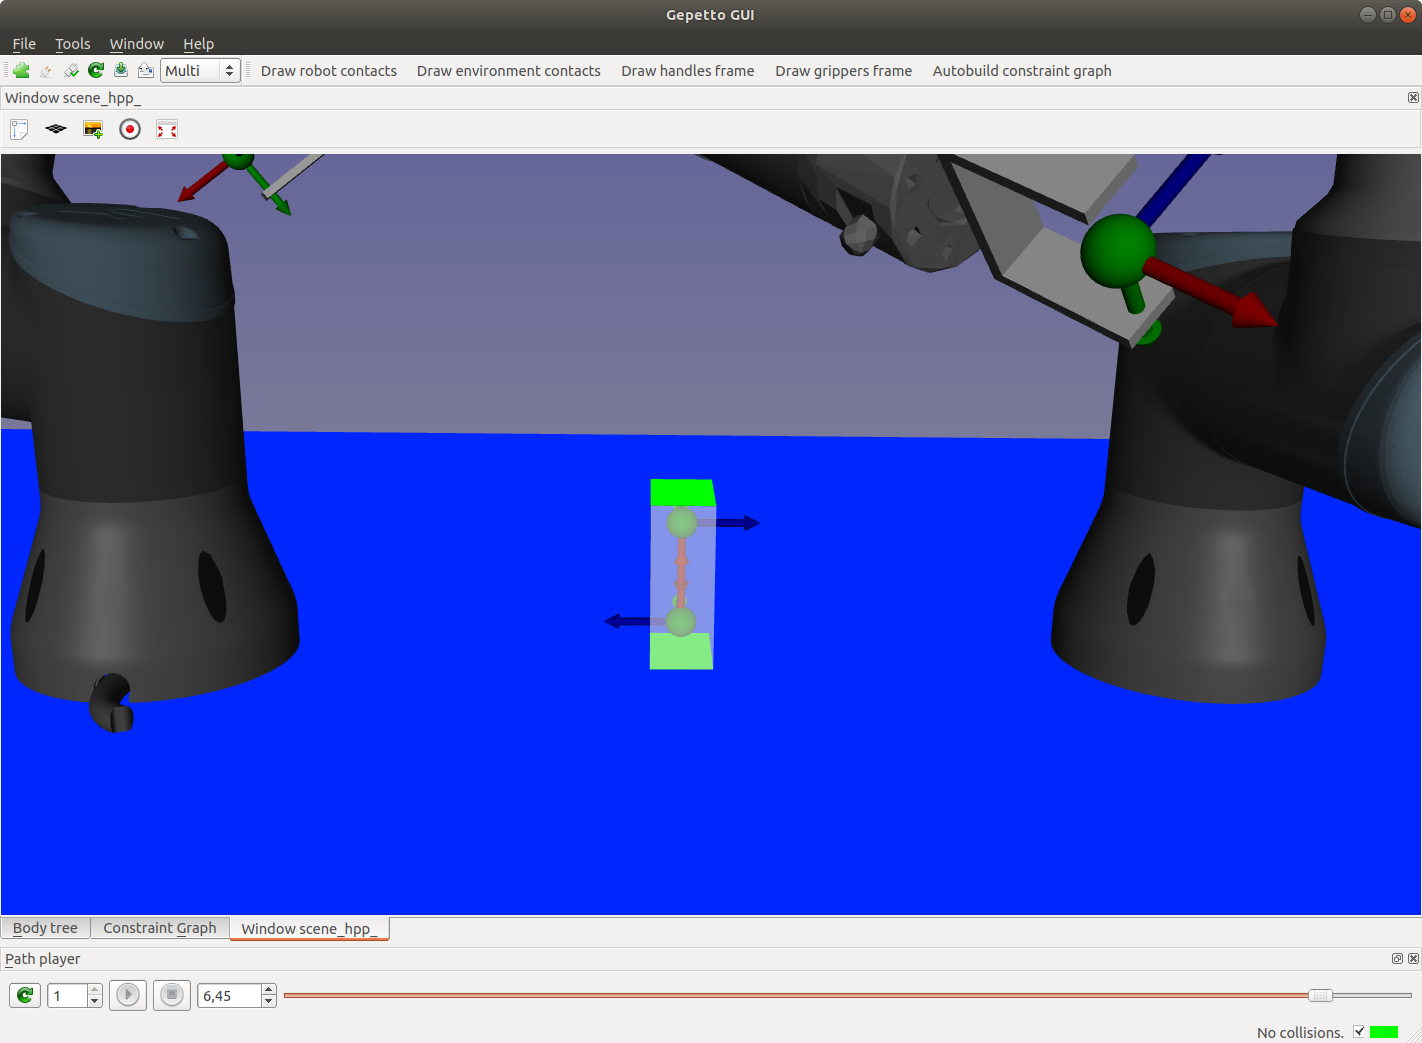 Gepetto GUI
File Tools Window Help
Multi Draw robot contacts Draw environment contacts Draw handles frame Draw grippers frame Autobuild constraint graph
Window scene_hpp_
Body tree Constraint Graph Window scene_hpp_
Path player
1 6,45
No collisions.